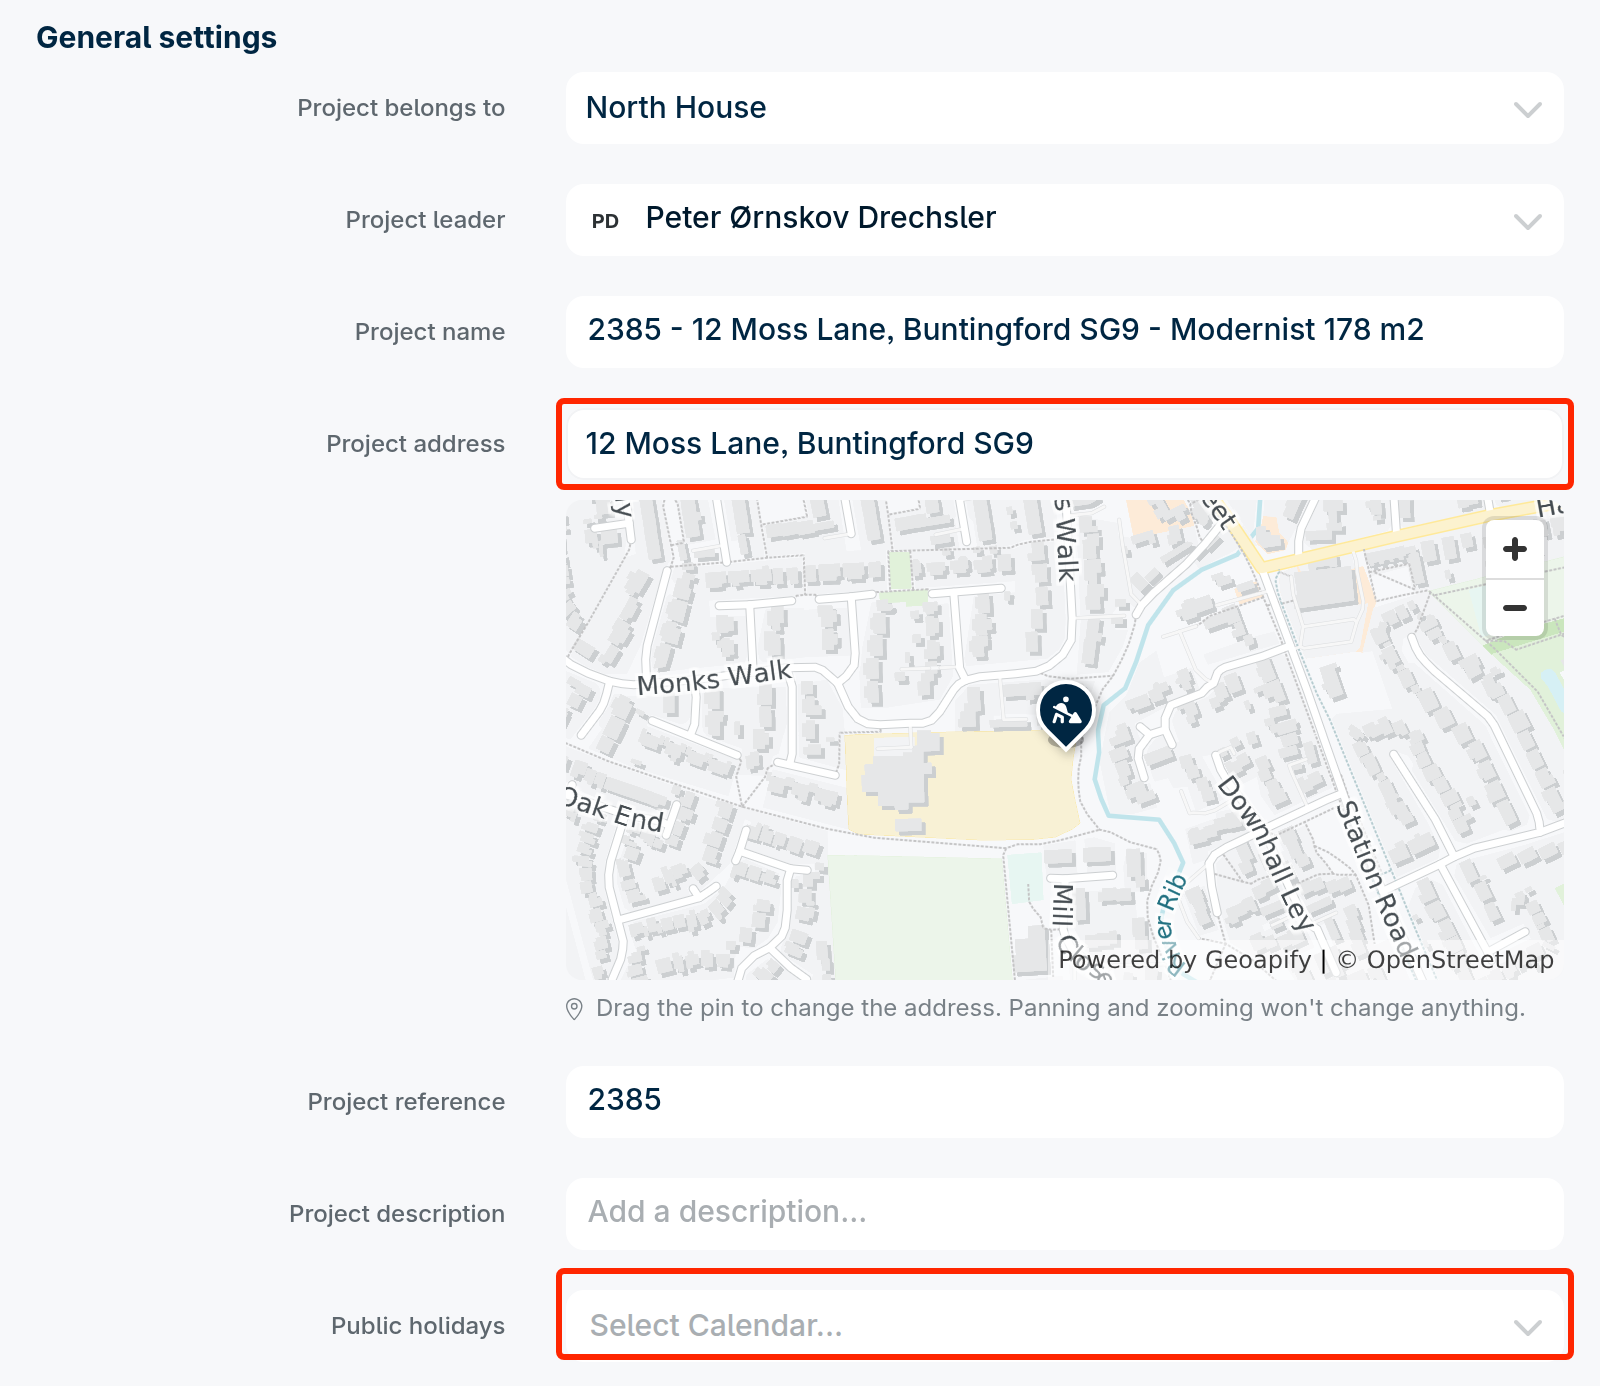 General settings
Project belongs to
North House
Project leader
PD Peter Ørnskov Drechsler
Project name
2385 - 12 Moss Lane, Buntingford SG9 - Modernist 178 m2
Project address
12 Moss Lane, Buntingford SG9
s Walk
eet
+
−
Monks Walk
Oak End
Downhall Ley
Station Road
Mill
Rib
Powered by Geoapify | © OpenStreetMap
Drag the pin to change the address. Panning and zooming won't change anything.
Project reference
2385
Project description
Add a description...
Public holidays
Select Calendar...